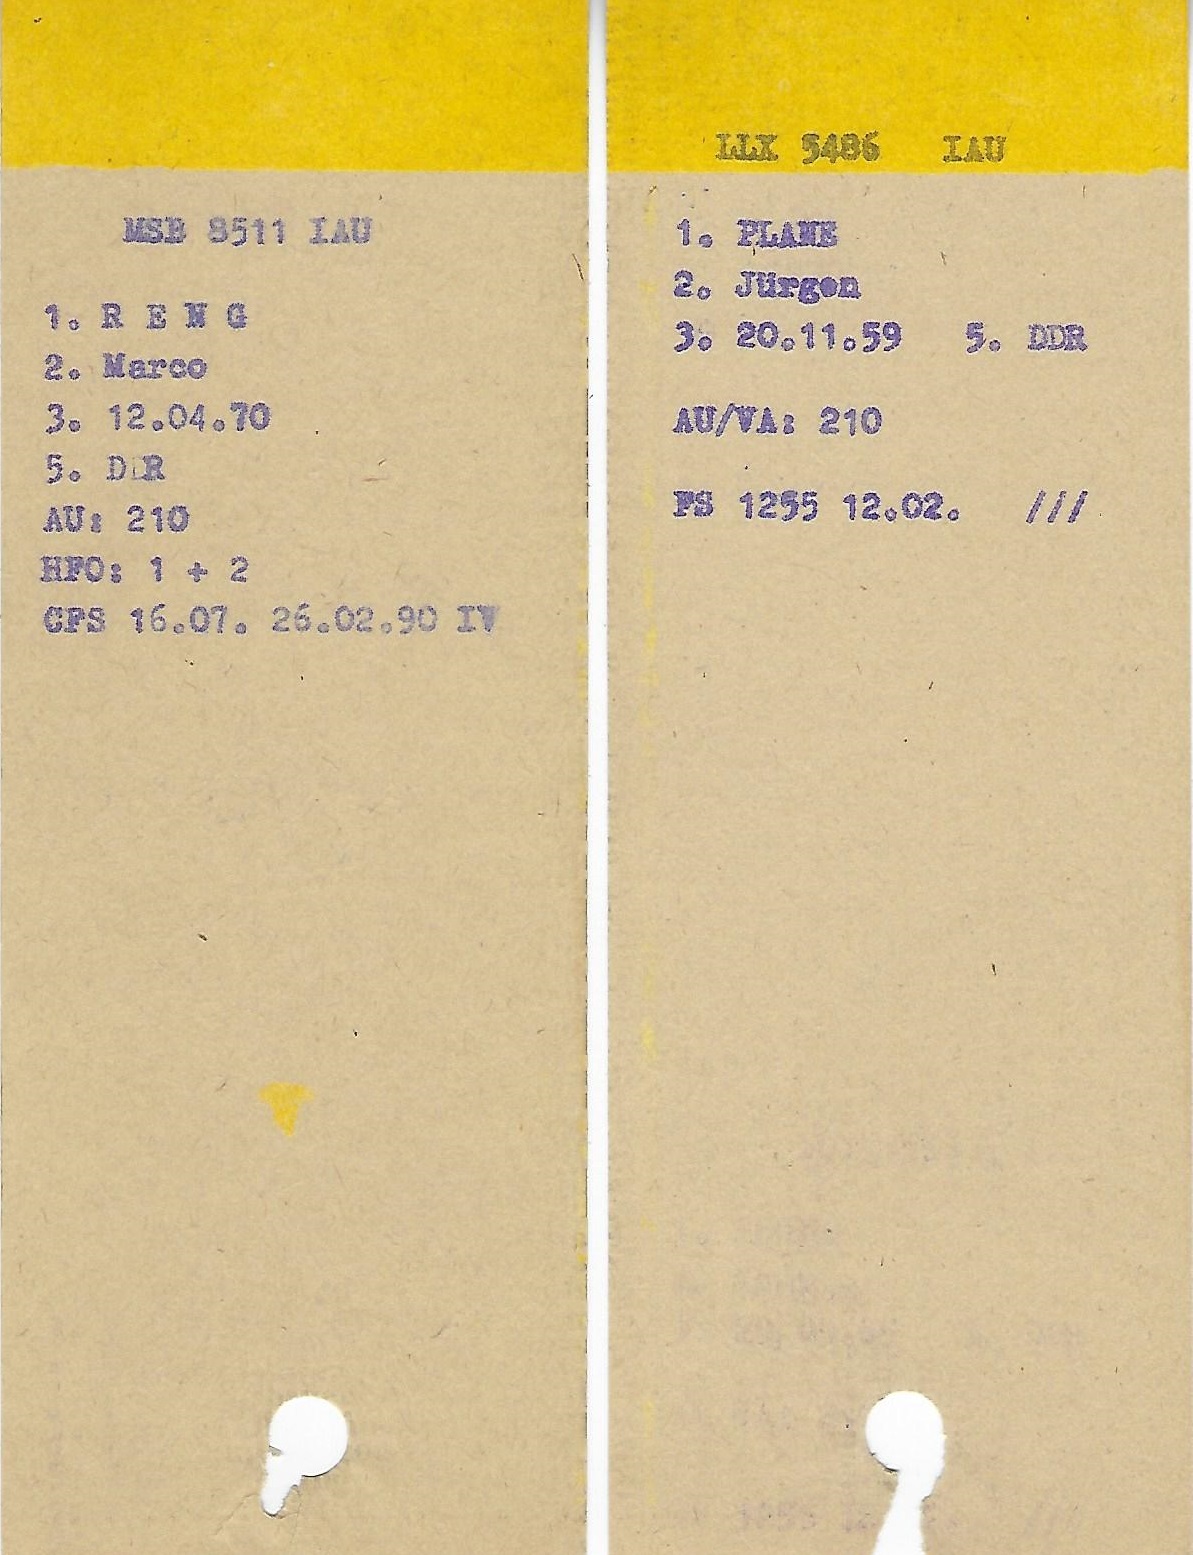 MSB 8511 IAU
1. R E N G
2. Marco
3. 12.04.70
5. DDR
AU: 210
HFO: 1 + 2
CFS 16.07. 26.02.90 IV
LLX 5486 IAU
1. PLANE
2. Jürgen
3. 20.11.59 5. DDR
AU/VA: 210
FS 1255 12.02. ///